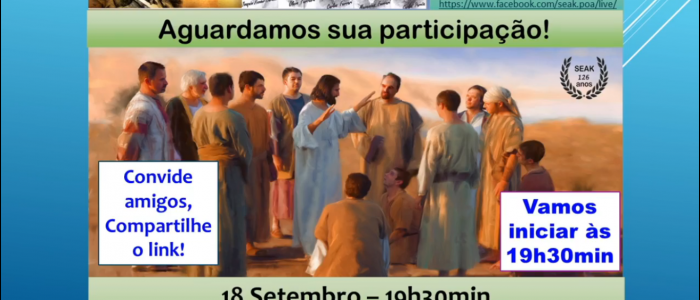 https://www.facebook.com/seak.poa/live/
Aguardamos sua participação!
SEAK
126
anos
Convide
amigos,
Compartilhe
o link!
Vamos
iniciar às
19h30min
18 Setembro – 19h30min